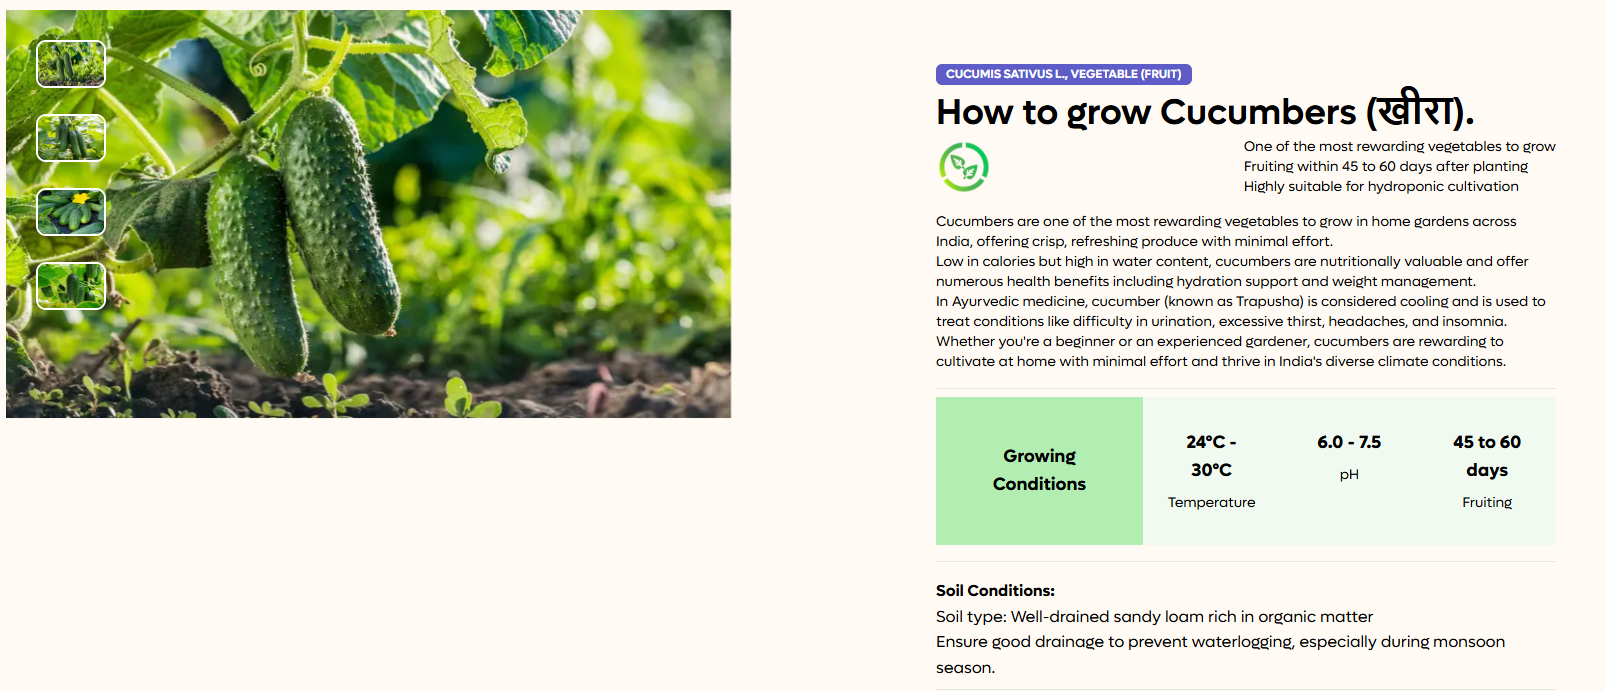 CUCUMIS SATIVUS L., VEGETABLE (FRUIT)
How to grow Cucumbers (खीरा).
One of the most rewarding vegetables to grow
Fruiting within 45 to 60 days after planting
Highly suitable for hydroponic cultivation
Cucumbers are one of the most rewarding vegetables to grow in home gardens across
India, offering crisp, refreshing produce with minimal effort.
Low in calories but high in water content, cucumbers are nutritionally valuable and offer
numerous health benefits including hydration support and weight management.
In Ayurvedic medicine, cucumber (known as Trapusha) is considered cooling and is used to
treat conditions like difficulty in urination, excessive thirst, headaches, and insomnia.
Whether you're a beginner or an experienced gardener, cucumbers are rewarding to
cultivate at home with minimal effort and thrive in India's diverse climate conditions.
Growing
Conditions
24°C -
30°C
Temperature
6.0 - 7.5
pH
45 to 60
days
Fruiting
Soil Conditions:
Soil type: Well-drained sandy loam rich in organic matter
Ensure good drainage to prevent waterlogging, especially during monsoon
season.